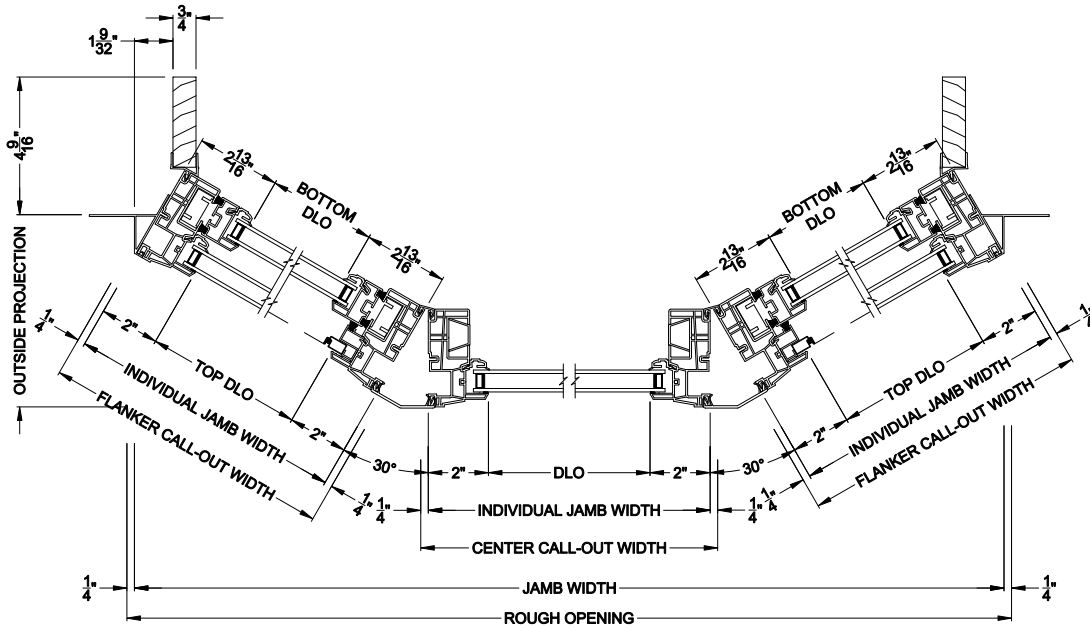 3/4"
1 9/32"
4 9/16"
2 13/16"
2 13/16"
BOTTOM
DLO
BOTTOM
DLO
2 13/16"
2 13/16"
OUTSIDE PROJECTION
1/4"
2"
TOP DLO
INDIVIDUAL JAMB WIDTH
FLANKER CALL-OUT WIDTH
2"
1/4"
1/4"
2"
TOP DLO
INDIVIDUAL JAMB WIDTH
FLANKER CALL-OUT WIDTH
2"
1/4"
30°
2"
DLO
2"
30°
1/4"
INDIVIDUAL JAMB WIDTH
1/4"
CENTER CALL-OUT WIDTH
1/4"
JAMB WIDTH
1/4"
ROUGH OPENING